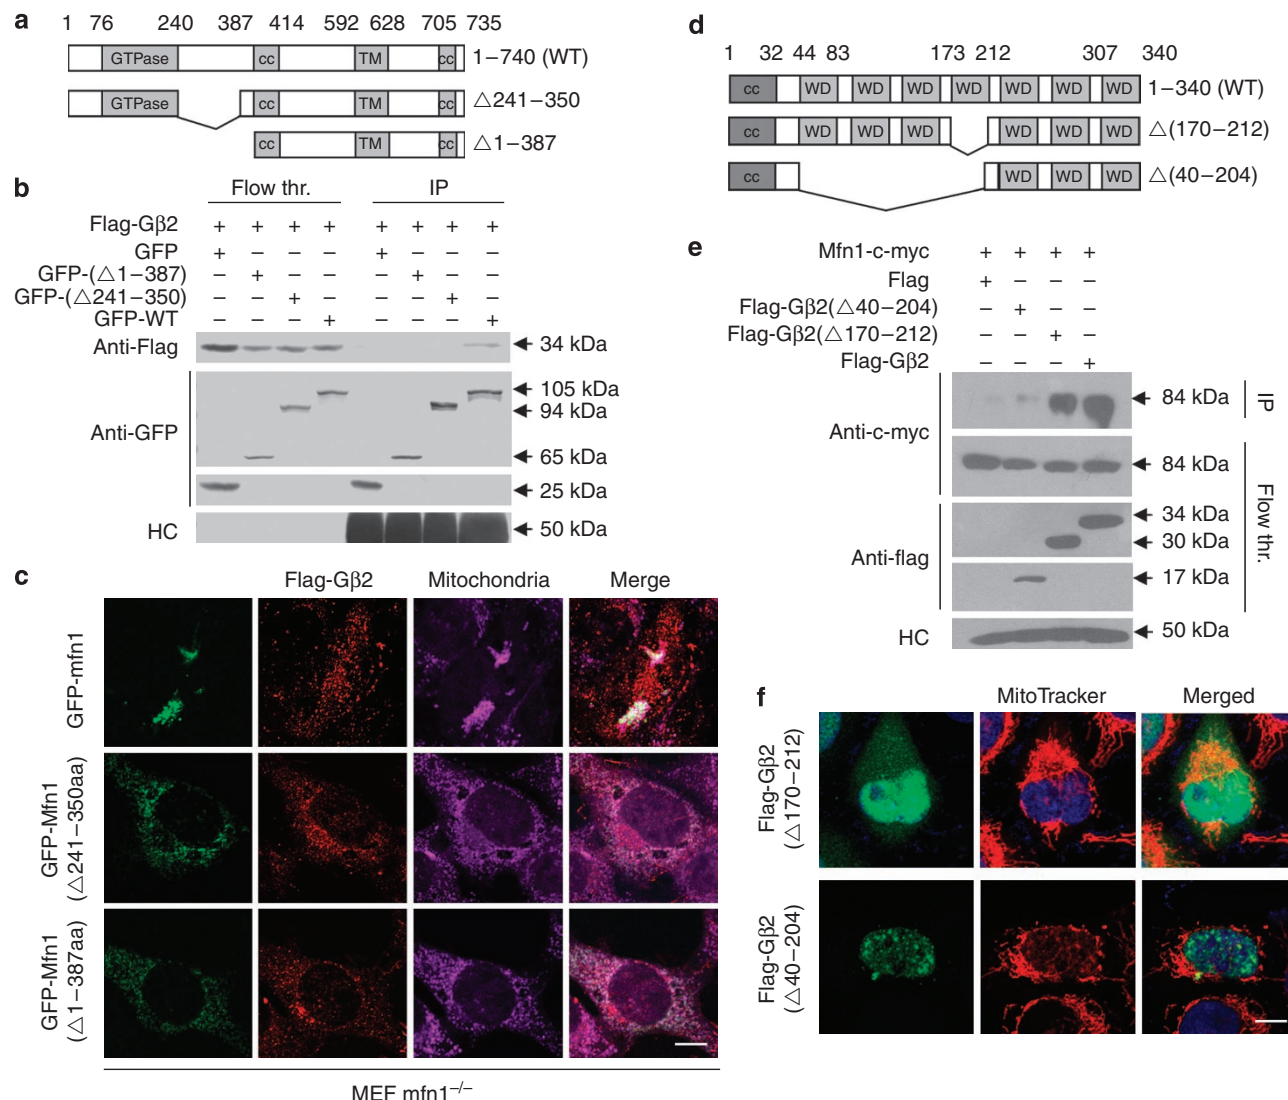 a
1 76 240 387 414 592 628 705 735
GTPase cc TM cc 1–740 (WT)
GTPase cc TM cc △241–350
cc TM cc △1–387
b
Flow thr. IP
Flag-Gβ2 + + + + + + + +
GFP + − − − + − − −
GFP-(△1–387) − + − − − + − −
GFP-(△241–350) − − + − − − + −
GFP-WT − − − + − − − +
Anti-Flag 34 kDa
105 kDa
94 kDa
Anti-GFP
65 kDa
25 kDa
HC 50 kDa
c
Flag-Gβ2 Mitochondria Merge
GFP-mfn1
GFP-Mfn1
(△241–350aa)
GFP-Mfn1
(△1–387aa)
MEF mfn1−/−
d
1 32 44 83 173 212 307 340
cc WD WD WD WD WD WD WD 1–340 (WT)
cc WD WD WD WD WD WD △(170–212)
cc WD WD WD △(40–204)
e
Mfn1-c-myc + + + +
Flag + − − −
Flag-Gβ2(△40–204) − + − −
Flag-Gβ2(△170–212) − − + −
Flag-Gβ2 − − − +
84 kDa IP
Anti-c-myc
84 kDa
34 kDa
30 kDa
Anti-flag
17 kDa
Flow thr.
HC 50 kDa
f
MitoTracker Merged
Flag-Gβ2
(△170–212)
Flag-Gβ2
(△40–204)